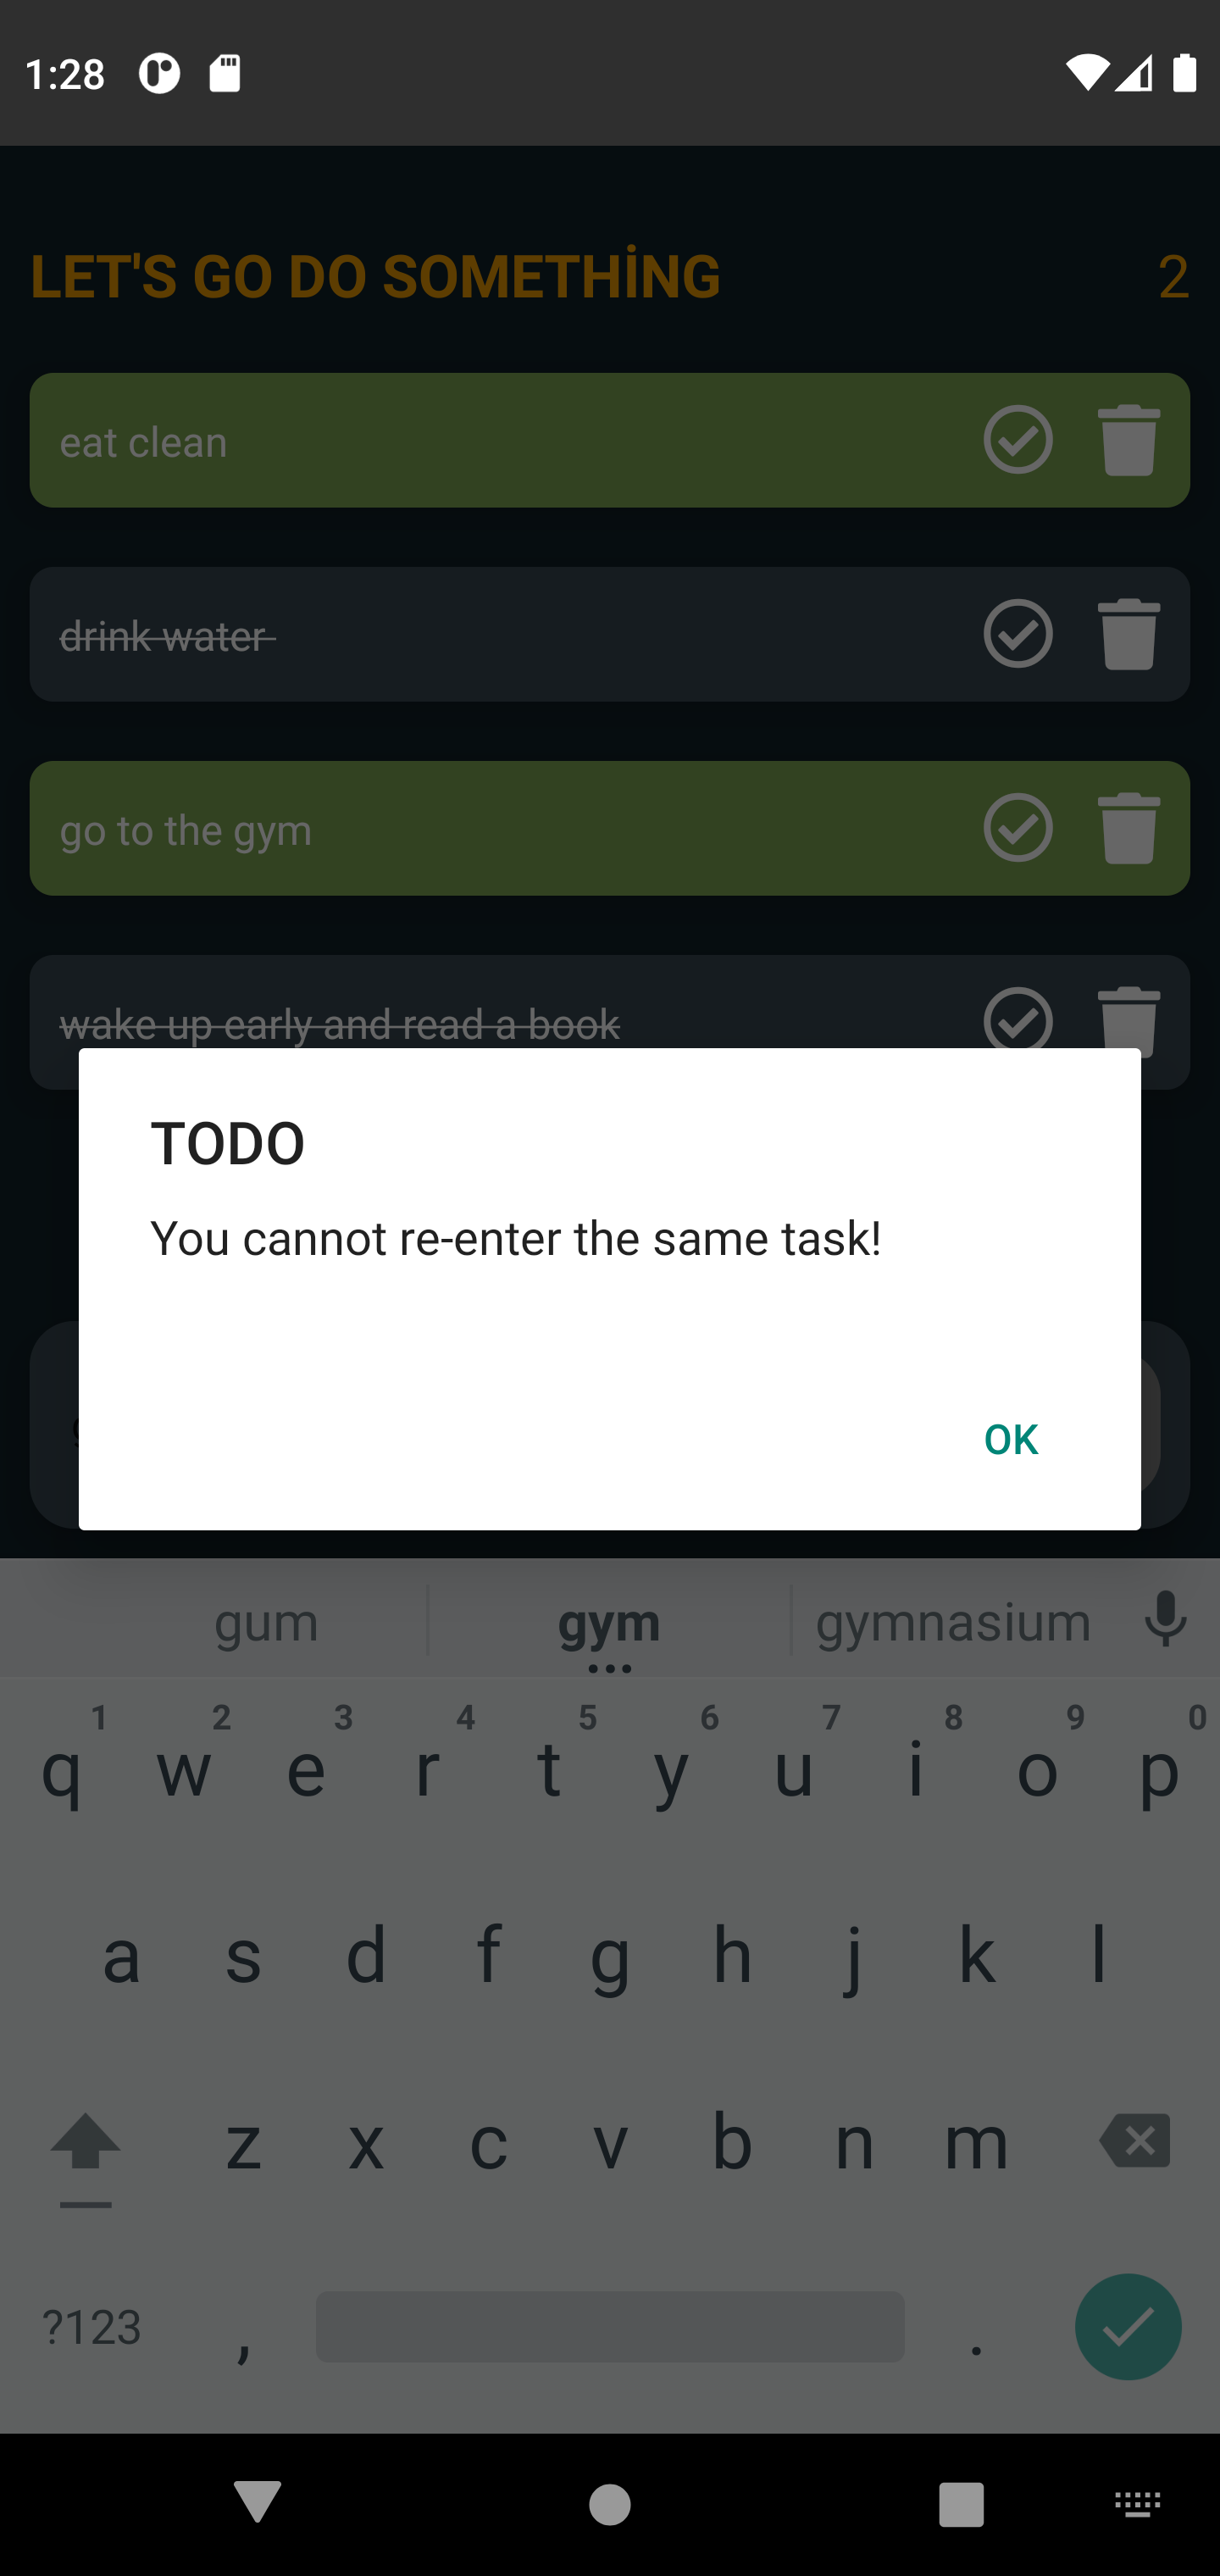 1:28
LET'S GO DO SOMETHİNG 2
eat clean
drink water
go to the gym
wake up early and read a book
TODO
You cannot re-enter the same task!
OK
gum gym gymnasium
1 2 3 4 5 6 7 8 9 0
q w e r t y u i o p
a s d f g h j k l
z x c v b n m
?123 , .